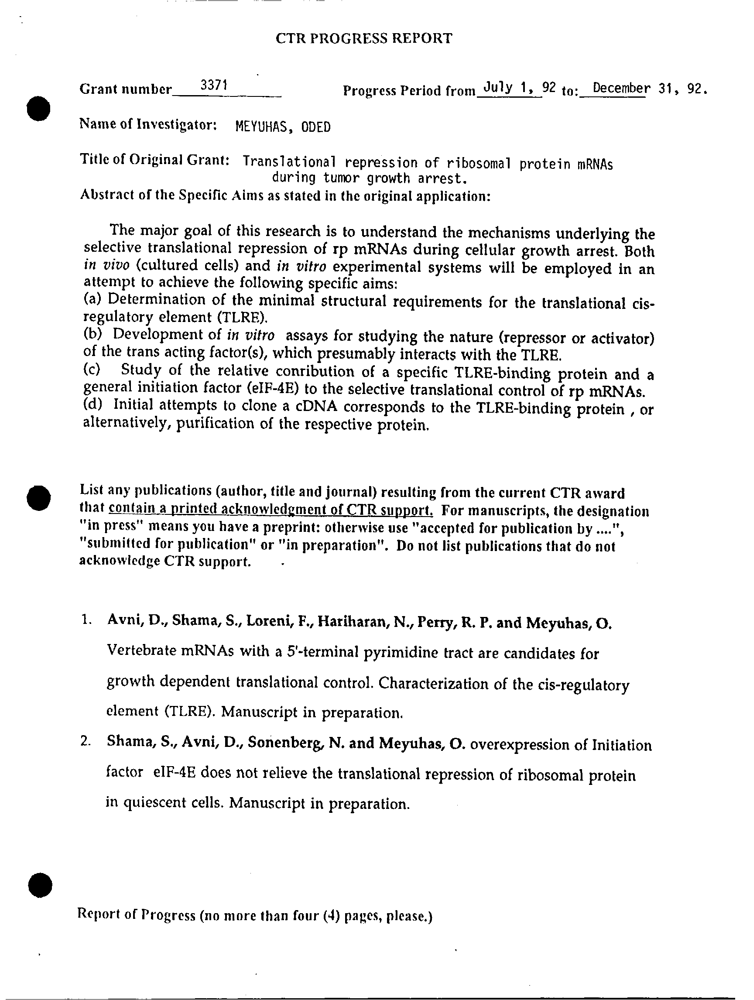 CTR PROGRESS REPORT
Grant number 3371 Progress Period from July 1, 92 to: December 31, 92.
Name of Investigator: MEYUHAS, ODED
Title of Original Grant: Translational repression of ribosomal protein mRNAs
during tumor growth arrest.
Abstract of the Specific Aims as stated in the original application:
The major goal of this research is to understand the mechanisms underlying the
selective translational repression of rp mRNAs during cellular growth arrest. Both
in vivo (cultured cells) and in vitro experimental systems will be employed in an
attempt to achieve the following specific aims:
(a) Determination of the minimal structural requirements for the translational cis-
regulatory element (TLRE).
(b) Development of in vitro assays for studying the nature (repressor or activator)
of the trans acting factor(s), which presumably interacts with the TLRE.
(c) Study of the relative conribution of a specific TLRE-binding protein and a
general initiation factor (eIF-4E) to the selective translational control of rp mRNAs.
(d) Initial attempts to clone a cDNA corresponds to the TLRE-binding protein , or
alternatively, purification of the respective protein.
List any publications (author, title and journal) resulting from the current CTR award
that contain a printed acknowledgment of CTR support. For manuscripts, the designation
"in press" means you have a preprint: otherwise use "accepted for publication by ....",
"submitted for publication" or "in preparation". Do not list publications that do not
acknowledge CTR support.
1. Avni, D., Shama, S., Loreni, F., Hariharan, N., Perry, R. P. and Meyuhas, O.
Vertebrate mRNAs with a 5'-terminal pyrimidine tract are candidates for
growth dependent translational control. Characterization of the cis-regulatory
element (TLRE). Manuscript in preparation.
2. Shama, S., Avni, D., Sonenberg, N. and Meyuhas, O. overexpression of Initiation
factor eIF-4E does not relieve the translational repression of ribosomal protein
in quiescent cells. Manuscript in preparation.
Report of Progress (no more than four (4) pages, please.)